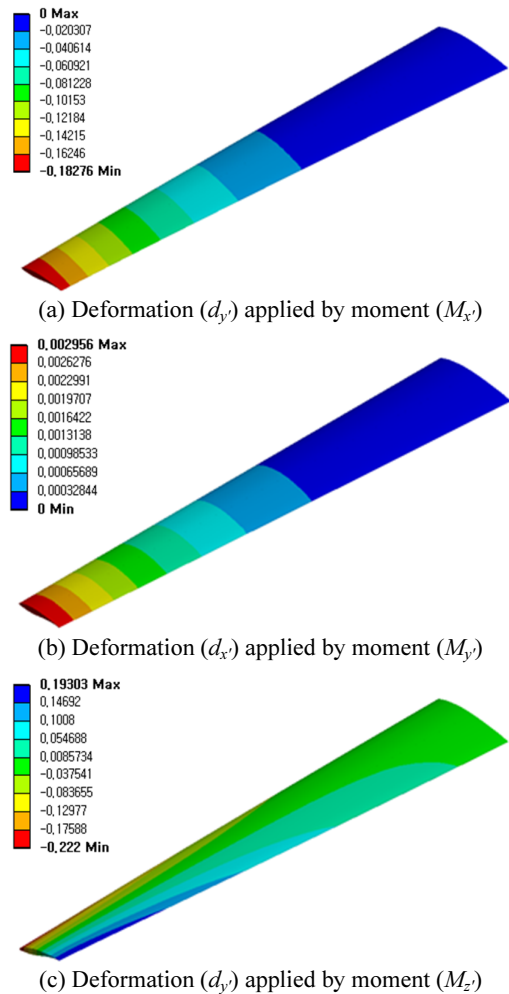 0 Max
-0,020307
-0,040614
-0,060921
-0,081228
-0,10153
-0,12184
-0,14215
-0,16246
-0,18276 Min
(a) Deformation (dy′) applied by moment (Mx′)
0,002956 Max
0,0026276
0,0022991
0,0019707
0,0016422
0,0013138
0,00098533
0,00065689
0,00032844
0 Min
(b) Deformation (dx′) applied by moment (My′)
0,19303 Max
0,14692
0,1008
0,054688
0,0085734
-0,037541
-0,083655
-0,12977
-0,17588
-0,222 Min
(c) Deformation (dy′) applied by moment (Mz′)